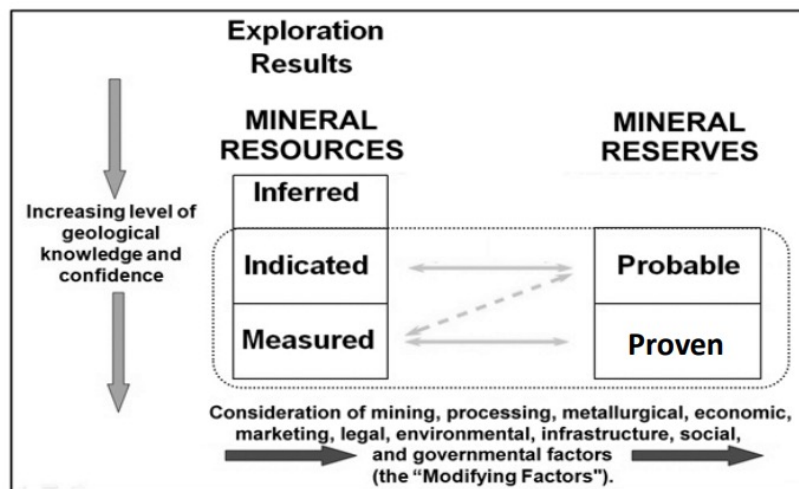 Exploration
Results
MINERAL
RESOURCES
MINERAL
RESERVES
Increasing level of
geological
knowledge and
confidence
Inferred
Indicated
Measured
Probable
Proven
Consideration of mining, processing, metallurgical, economic,
marketing, legal, environmental, infrastructure, social,
and governmental factors
(the “Modifying Factors").